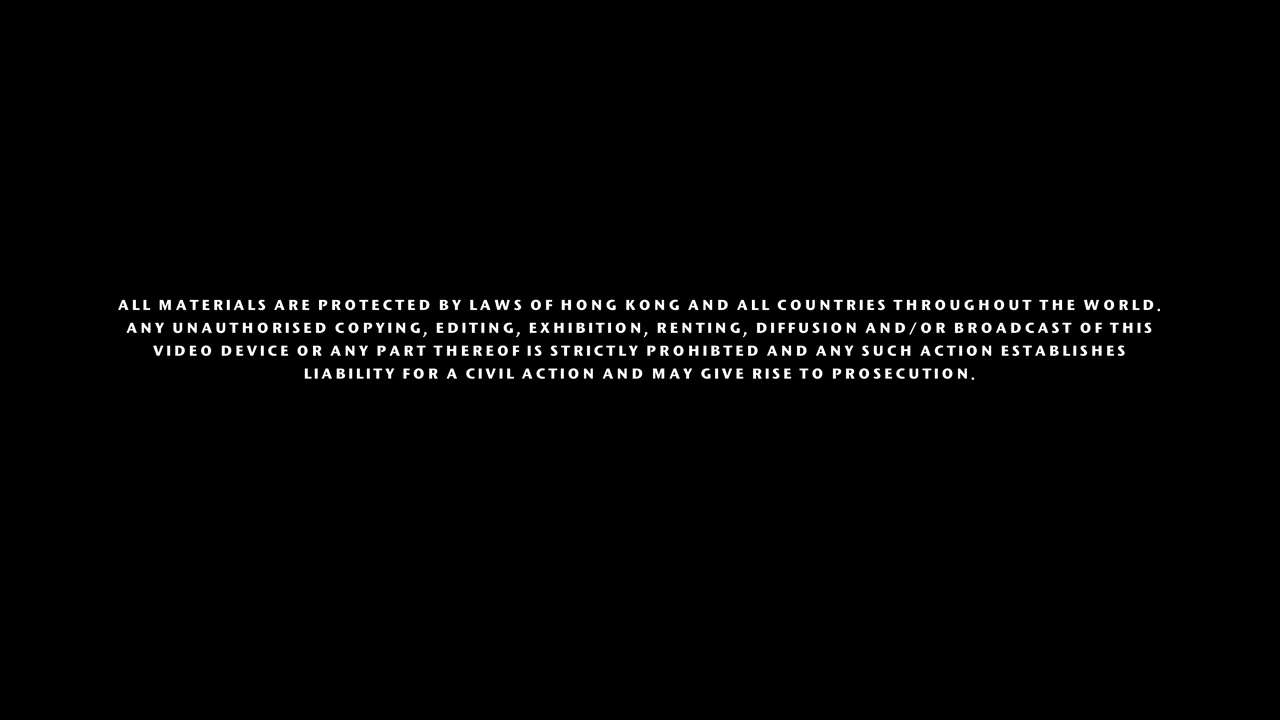 ALL MATERIALS ARE PROTECTED BY LAWS OF HONG KONG AND ALL COUNTRIES THROUGHOUT THE WORLD.
ANY UNAUTHORISED COPYING, EDITING, EXHIBITION, RENTING, DIFFUSION AND/OR BROADCAST OF THIS
VIDEO DEVICE OR ANY PART THEREOF IS STRICTLY PROHIBTED AND ANY SUCH ACTION ESTABLISHES
LIABILITY FOR A CIVIL ACTION AND MAY GIVE RISE TO PROSECUTION.